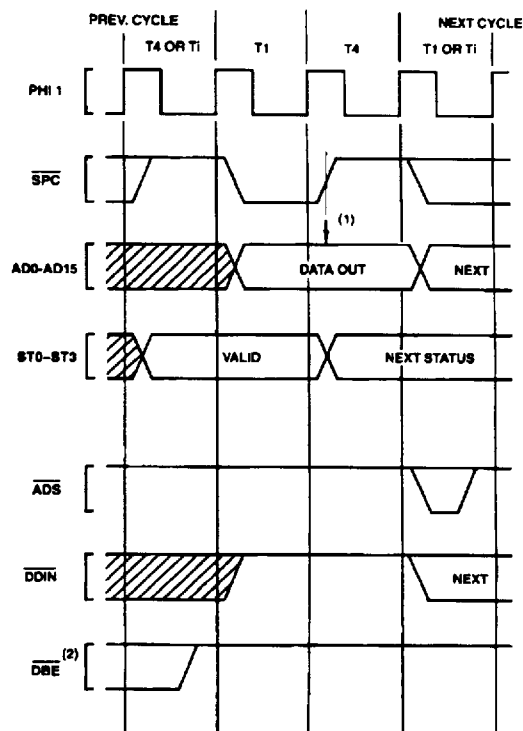 PREV. CYCLE NEXT CYCLE
T4 OR Ti T1 T4 T1 OR Ti
PHI 1
SPC
(1)
AD0-AD15 DATA OUT NEXT
ST0–ST3 VALID NEXT STATUS
ADS
DDIN NEXT
DBE (2)